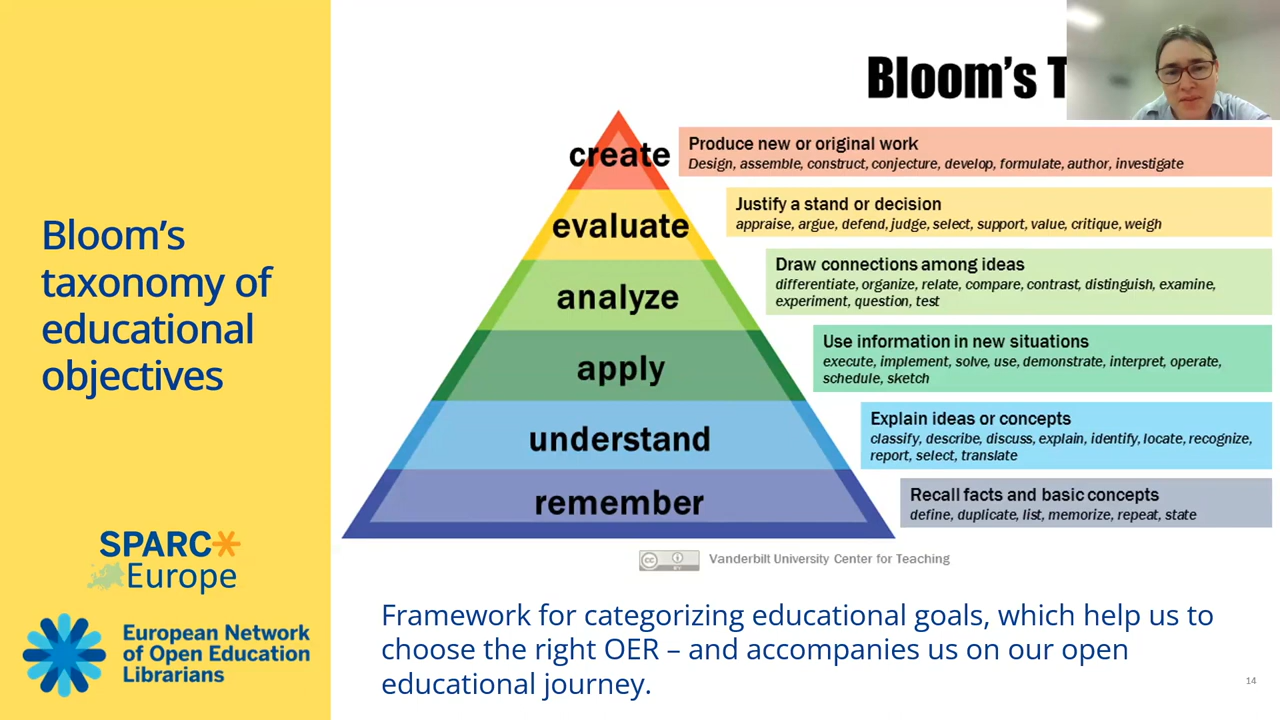 Bloom's
taxonomy of
educational
objectives
SPARC
Europe
European Network
of Open Education
Librarians
Bloom's T
create
Produce new or original work
Design, assemble, construct, conjecture, develop, formulate, author, investigate
evaluate
Justify a stand or decision
appraise, argue, defend, judge, select, support, value, critique, weigh
analyze
Draw connections among ideas
differentiate, organize, relate, compare, contrast, distinguish, examine,
experiment, question, test
apply
Use information in new situations
execute, implement, solve, use, demonstrate, interpret, operate,
schedule, sketch
understand
Explain ideas or concepts
classify, describe, discuss, explain, identify, locate, recognize,
report, select, translate
remember
Recall facts and basic concepts
define, duplicate, list, memorize, repeat, state
cc BY
Vanderbilt University Center for Teaching
Framework for categorizing educational goals, which help us to
choose the right OER – and accompanies us on our open
educational journey.
14